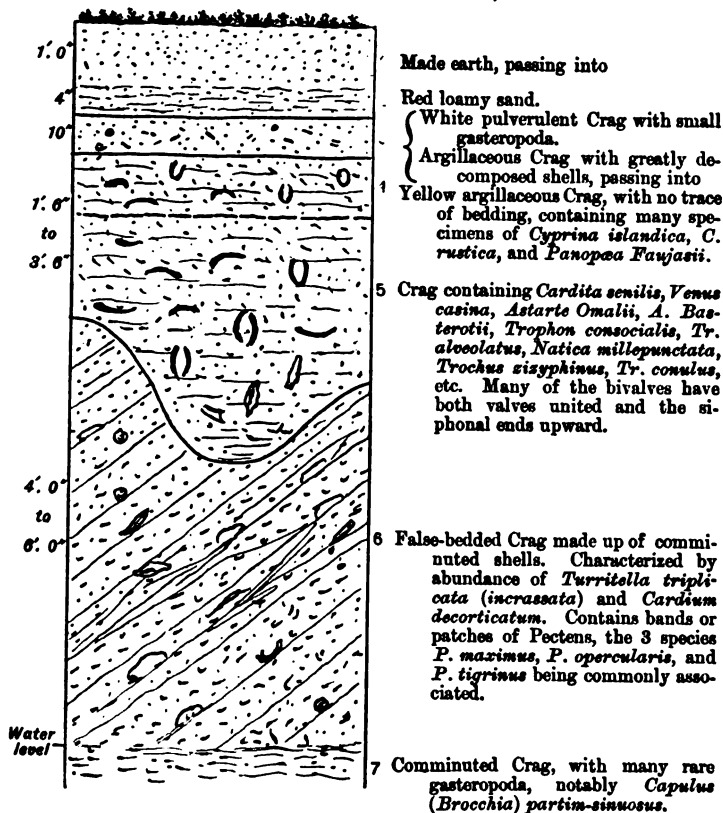 1'. 0"
Made earth, passing into
4"
Red loamy sand.
10"
White pulverulent Crag with small
gasteropoda.
Argillaceous Crag with greatly de-
composed shells, passing into
1
Yellow argillaceous Crag, with no trace
of bedding, containing many spe-
cimens of Cyprina islandica, C.
rustica, and Panopæa Faujasii.
1'. 6"
to
3'. 6"
5 Crag containing Cardita senilis, Venus
casina, Astarte Omalii, A. Bas-
terotii, Trophon consocialis, Tr.
alveolatus, Natica millepunctata,
Trochus zizyphinus, Tr. conulus,
etc. Many of the bivalves have
both valves united and the si-
phonal ends upward.
4'. 0"
to
6'. 0"
6 False-bedded Crag made up of commi-
nuted shells. Characterized by
abundance of Turritella tripli-
cata (incrassata) and Cardium
decorticatum. Contains bands or
patches of Pectens, the 3 species
P. maximus, P. opercularis, and
P. tigrinus being commonly asso-
ciated.
Water
level
7 Comminuted Crag, with many rare
gasteropoda, notably Capulus
(Brocchia) partim-sinuosus.